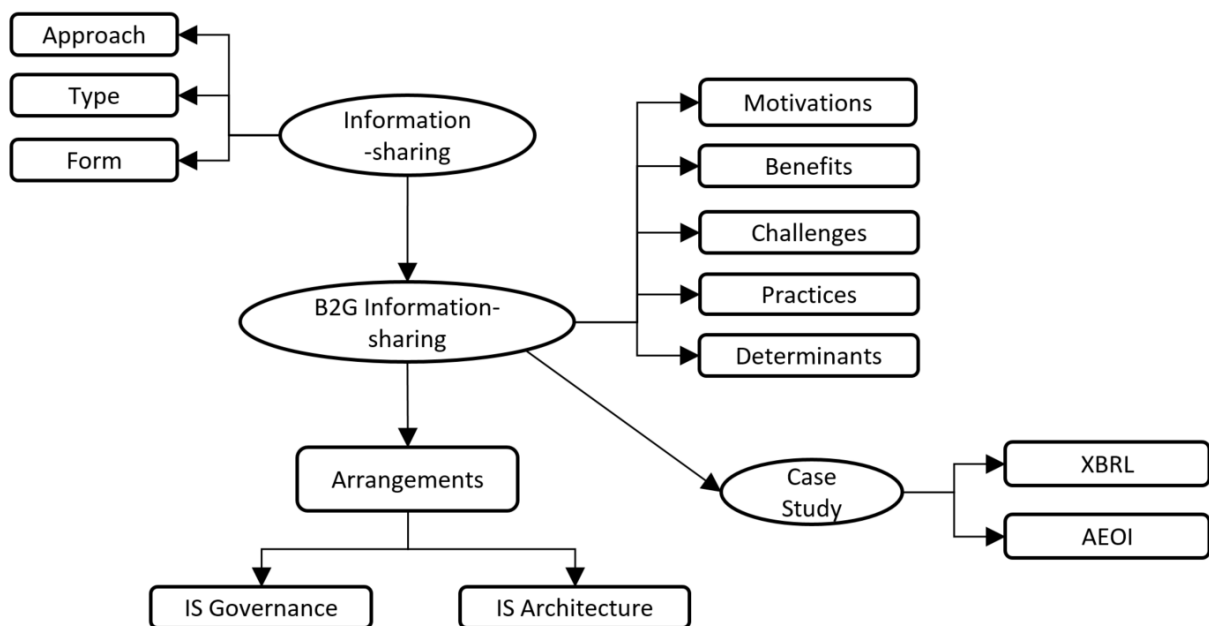 Approach
Type
Form
Information
-sharing
Motivations
Benefits
Challenges
Practices
Determinants
B2G Information-
sharing
Arrangements
IS Governance
IS Architecture
Case
Study
XBRL
AEOI